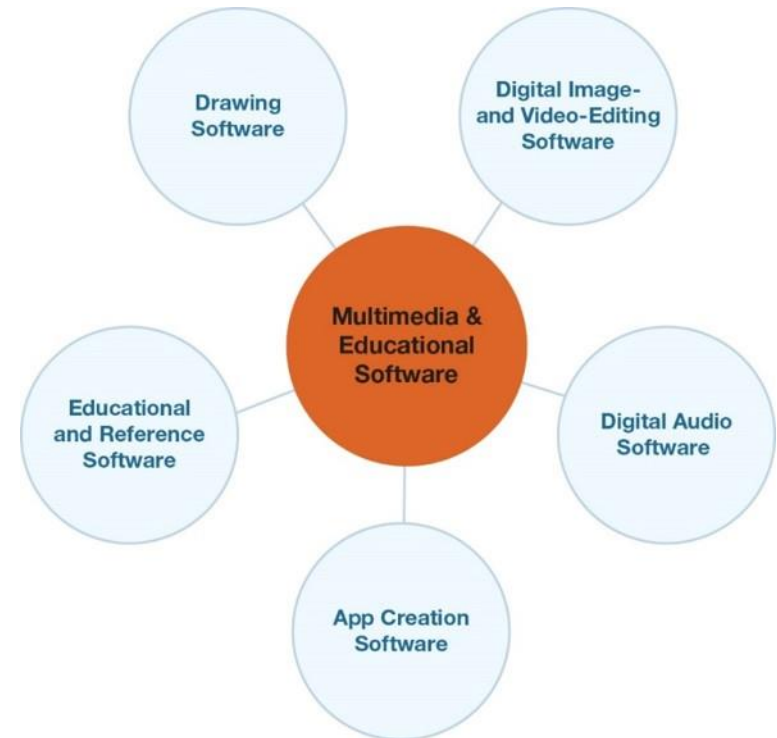 Drawing
Software
Digital Image-
and Video-Editing
Software
Multimedia &
Educational
Software
Educational
and Reference
Software
Digital Audio
Software
App Creation
Software